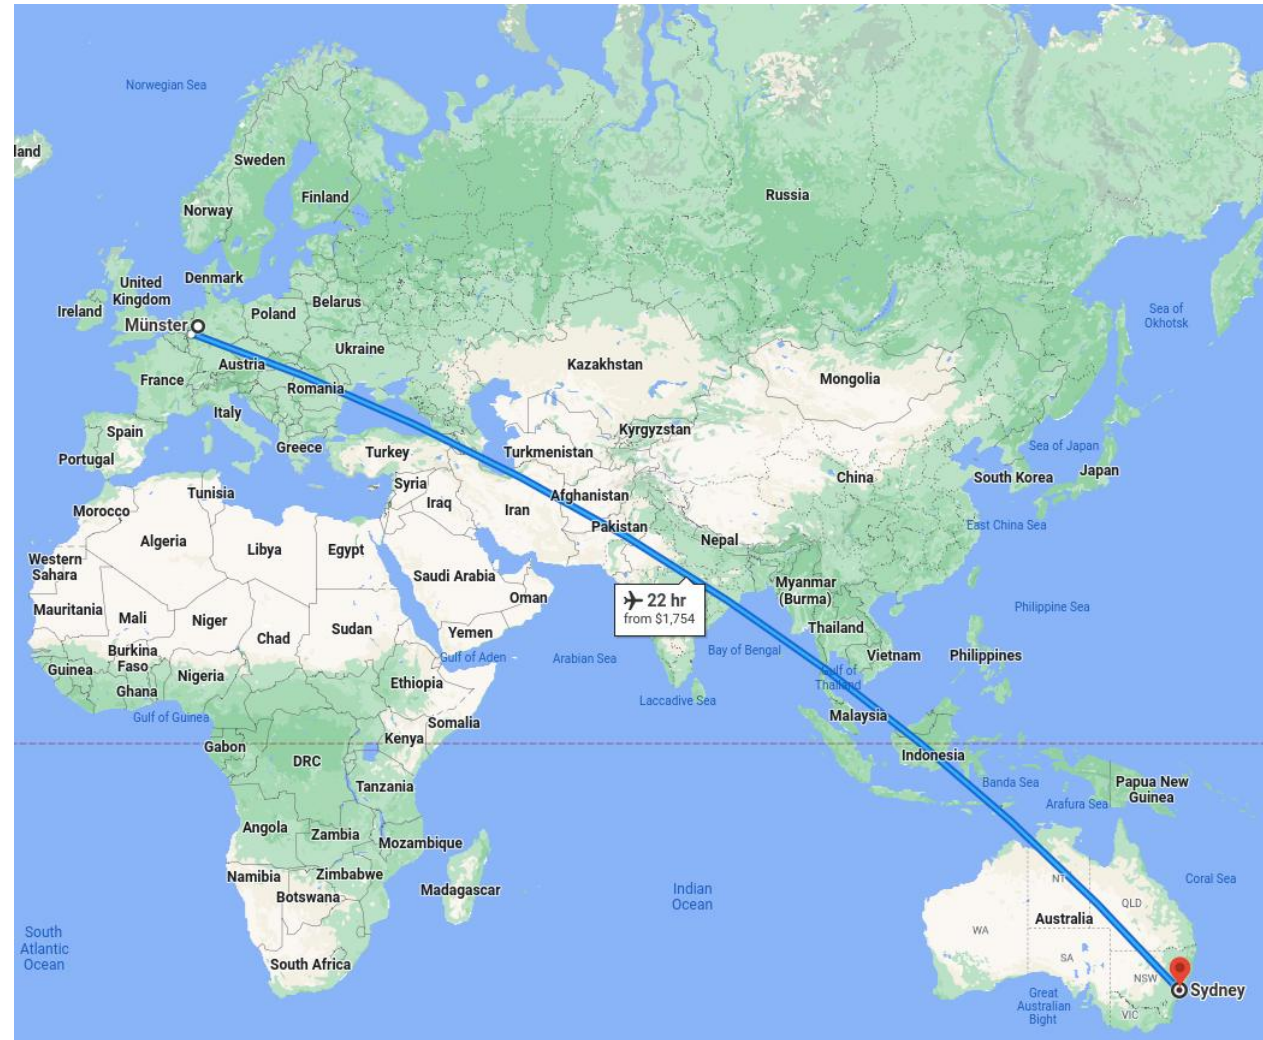 Norwegian Sea
land
Sweden
Finland
Norway
Russia
Denmark
United
Kingdom
Ireland
Belarus
Poland
Münster
Sea of
Okhotsk
Ukraine
Austria
Kazakhstan
France
Romania
Mongolia
Italy
Spain
Kyrgyzstan
Portugal
Greece
Turkey
Turkmenistan
Sea of Japan
Japan
South Korea
China
Syria
Tunisia
Afghanistan
Iraq
Iran
Morocco
Pakistan
East China Sea
Algeria
Libya
Egypt
Nepal
Western
Sahara
Saudi Arabia
Oman
Myanmar
(Burma)
22 hr
from $1,754
Mauritania
Mali
Niger
Chad
Sudan
Yemen
Philippine Sea
Thailand
Burkina
Faso
Gulf of Aden
Arabian Sea
Bay of Bengal
Vietnam
Philippines
Guinea
Nigeria
Ghana
Ethiopia
Gulf of
Thailand
Laccadive Sea
Gulf of Guinea
Somalia
Malaysia
Gabon
Kenya
DRC
Indonesia
Tanzania
Banda Sea
Papua New
Guinea
Arafura Sea
Angola
Zambia
Mozambique
Namibia
Zimbabwe
Botswana
Madagascar
Indian
Ocean
NT
Coral Sea
QLD
Australia
WA
South
Atlantic
Ocean
SA
South Africa
NSW
Sydney
Great
Australian
Bight
VIC